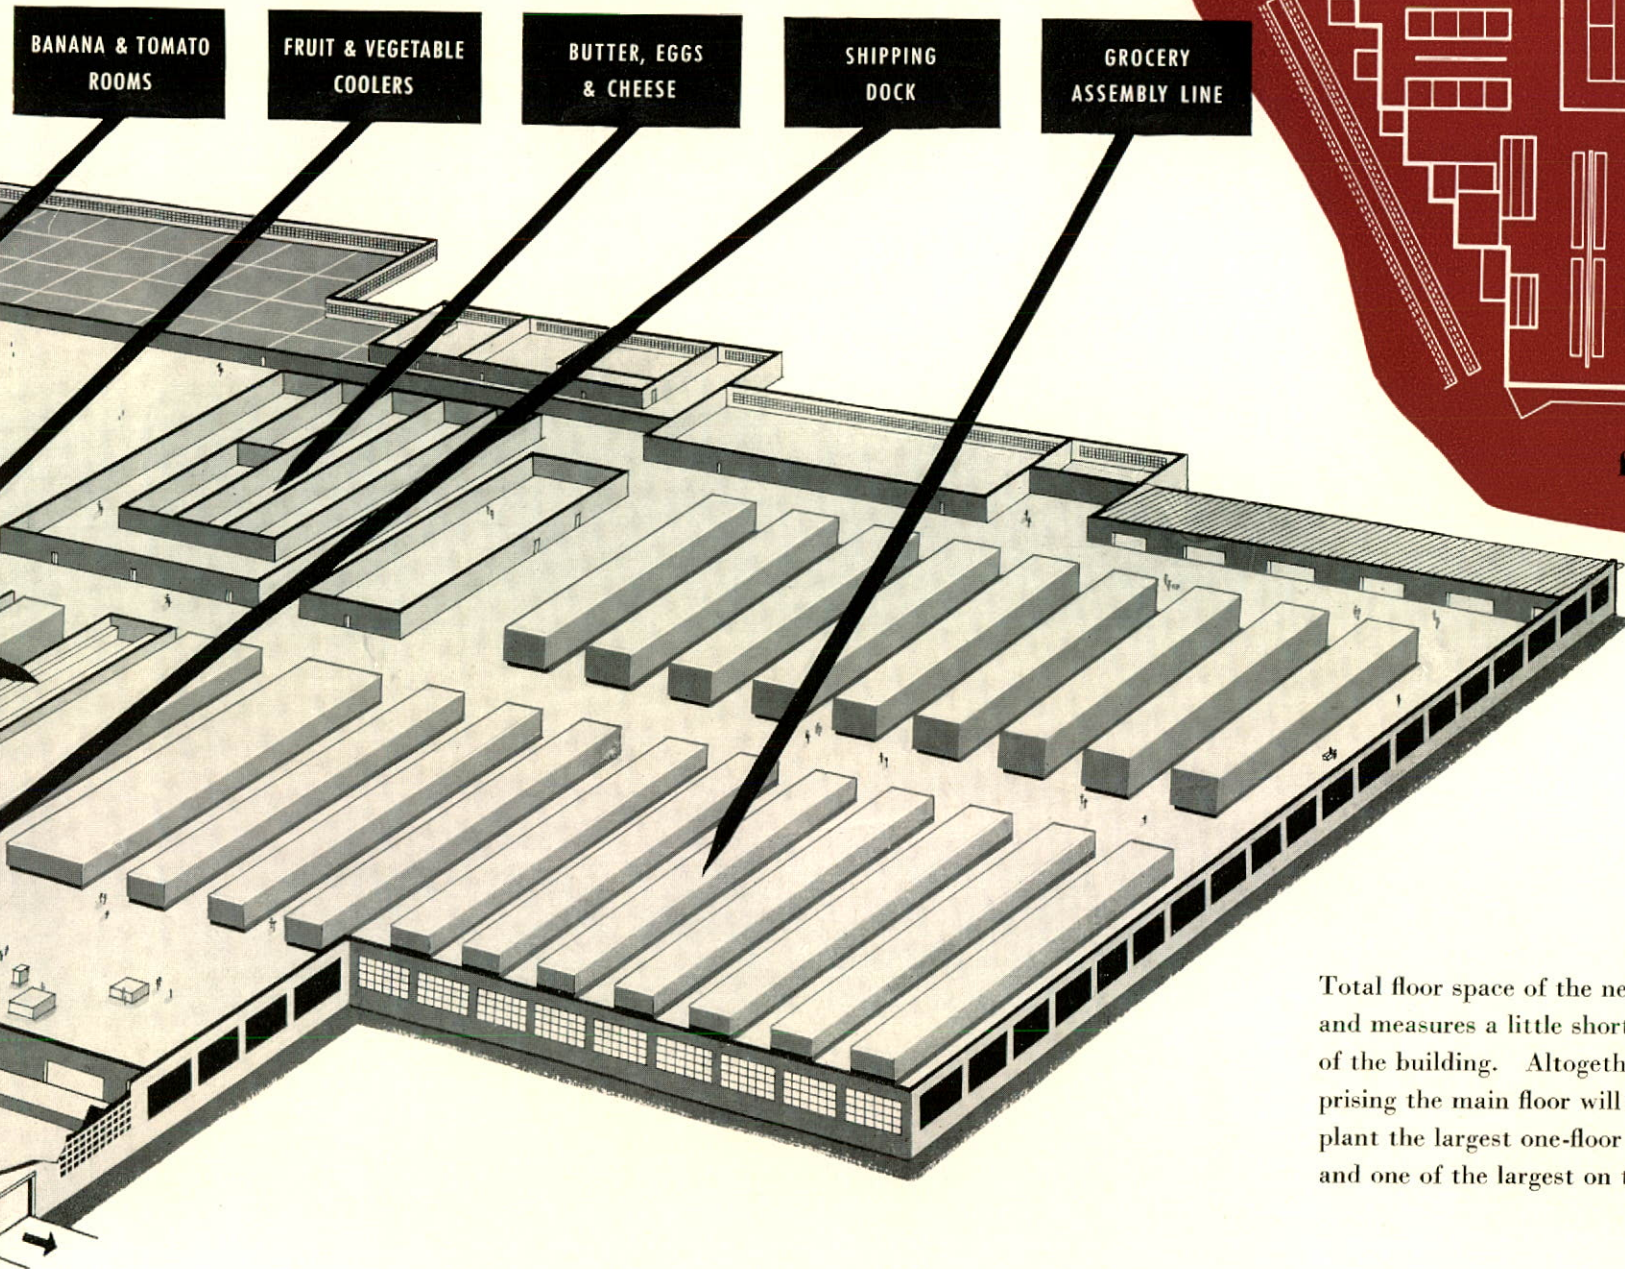 BANANA & TOMATO
ROOMS
FRUIT & VEGETABLE
COOLERS
BUTTER, EGGS
& CHEESE
SHIPPING
DOCK
GROCERY
ASSEMBLY LINE
Total floor space of the ne
and measures a little short
of the building. Altogeth
prising the main floor will
plant the largest one-floor
and one of the largest on t